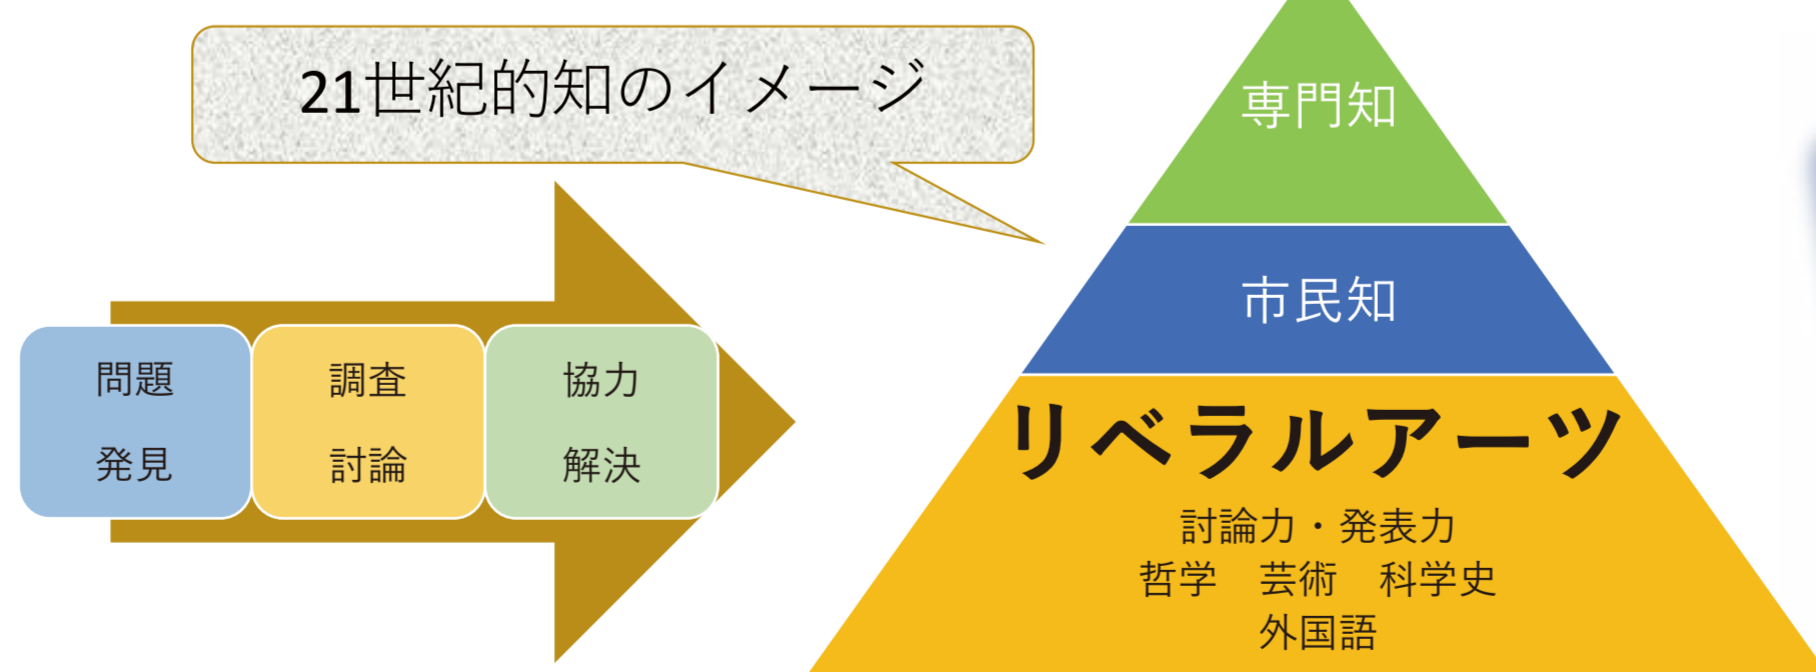 21世紀的知のイメージ
問題
発見
調査
討論
協力
解決
専門知
市民知
リベラルアーツ
討論力・発表力
哲学　芸術　科学史
外国語